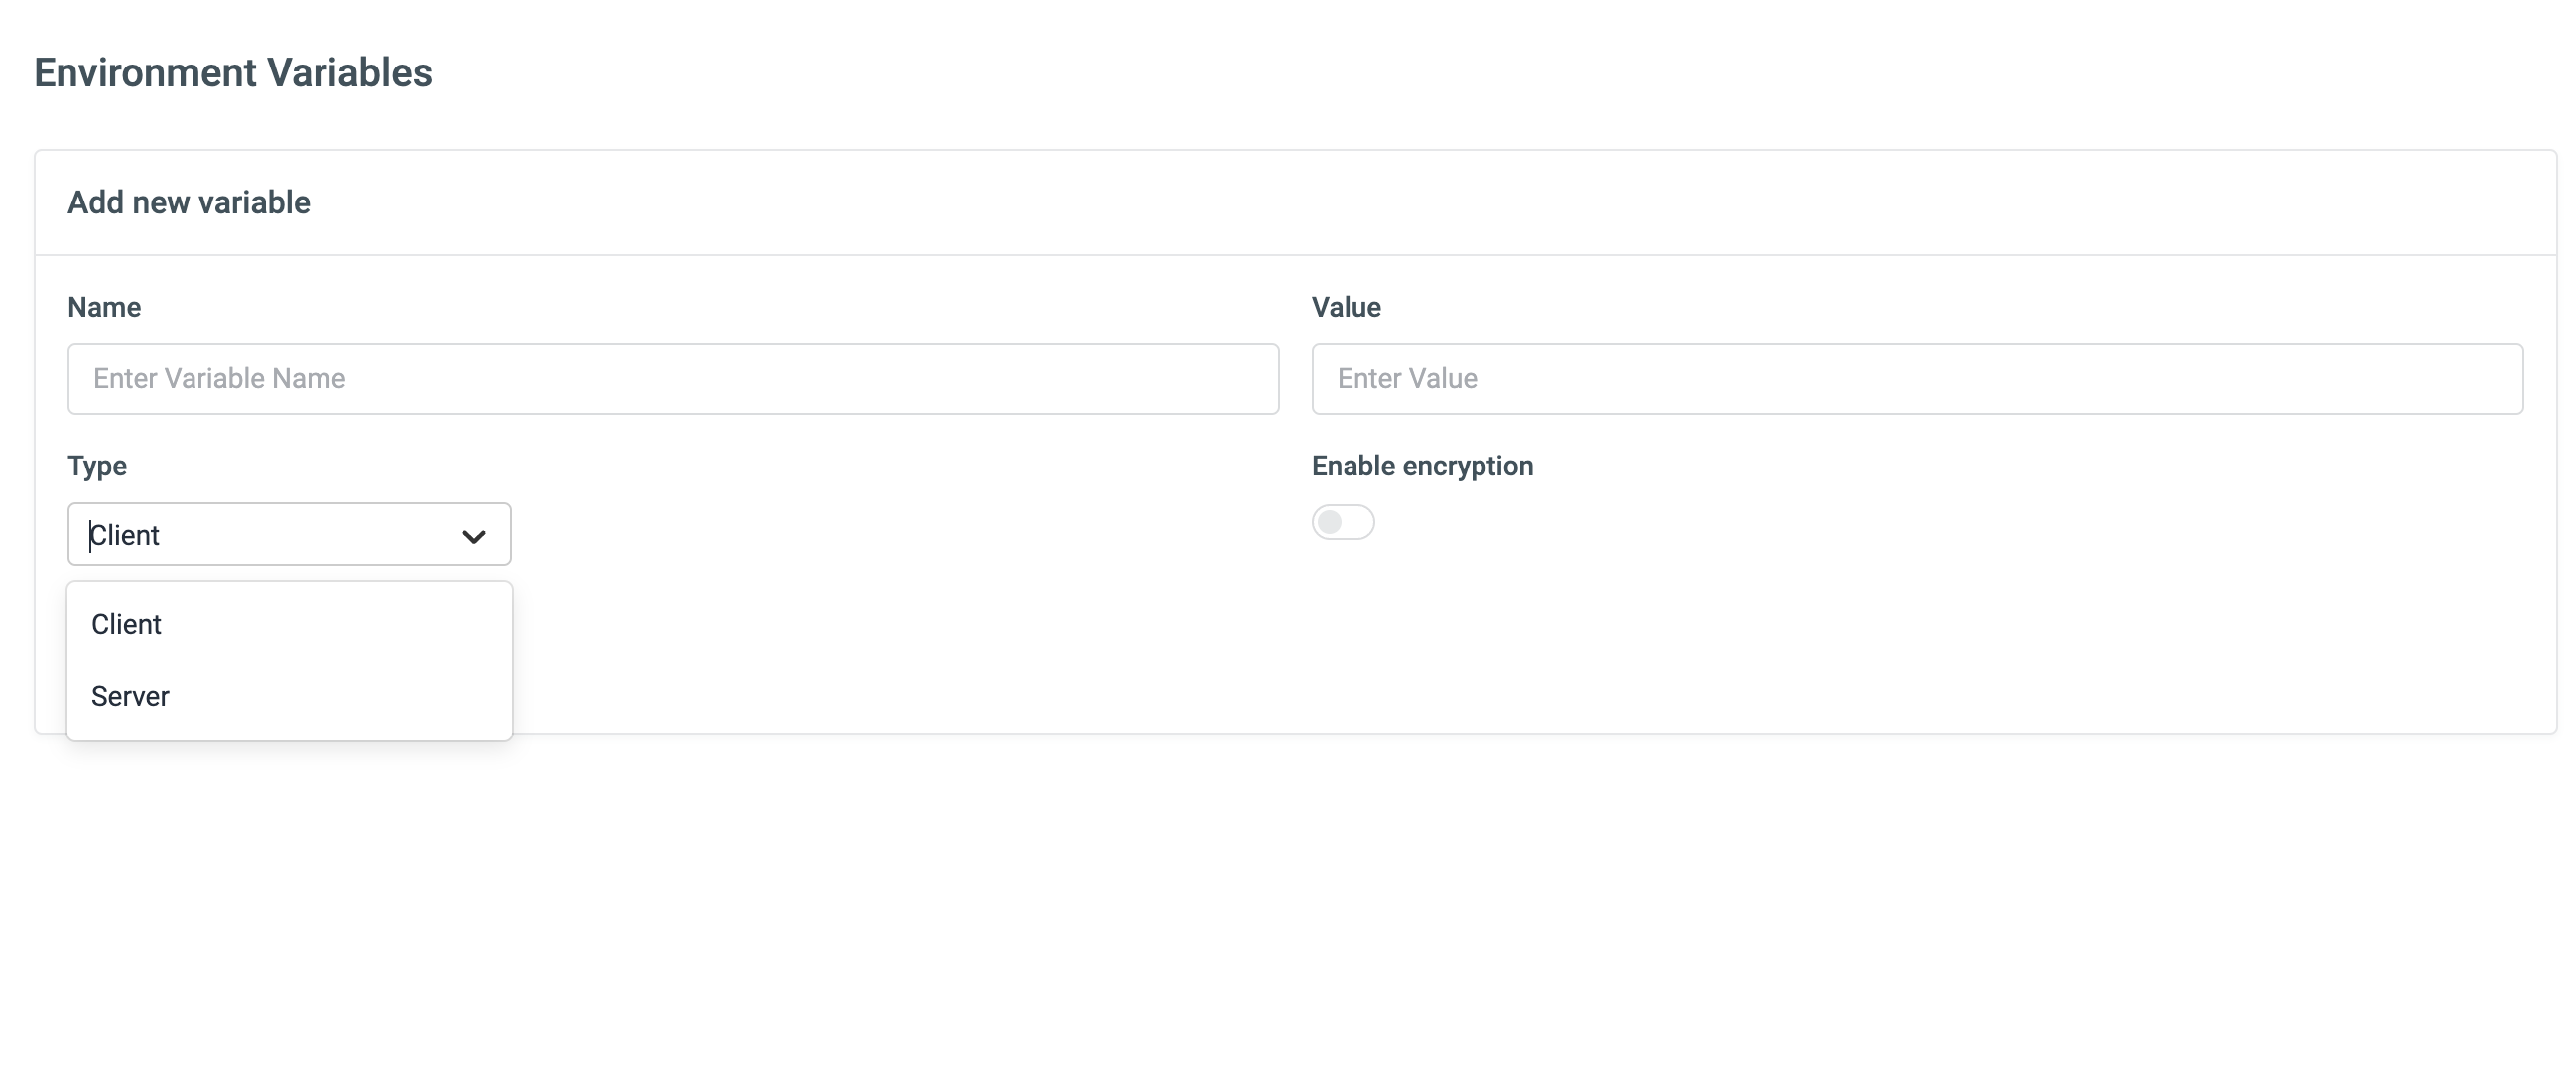 Environment Variables
Add new variable
Name
Value
Enter Variable Name
Enter Value
Type
Enable encryption
Client
Client
Server